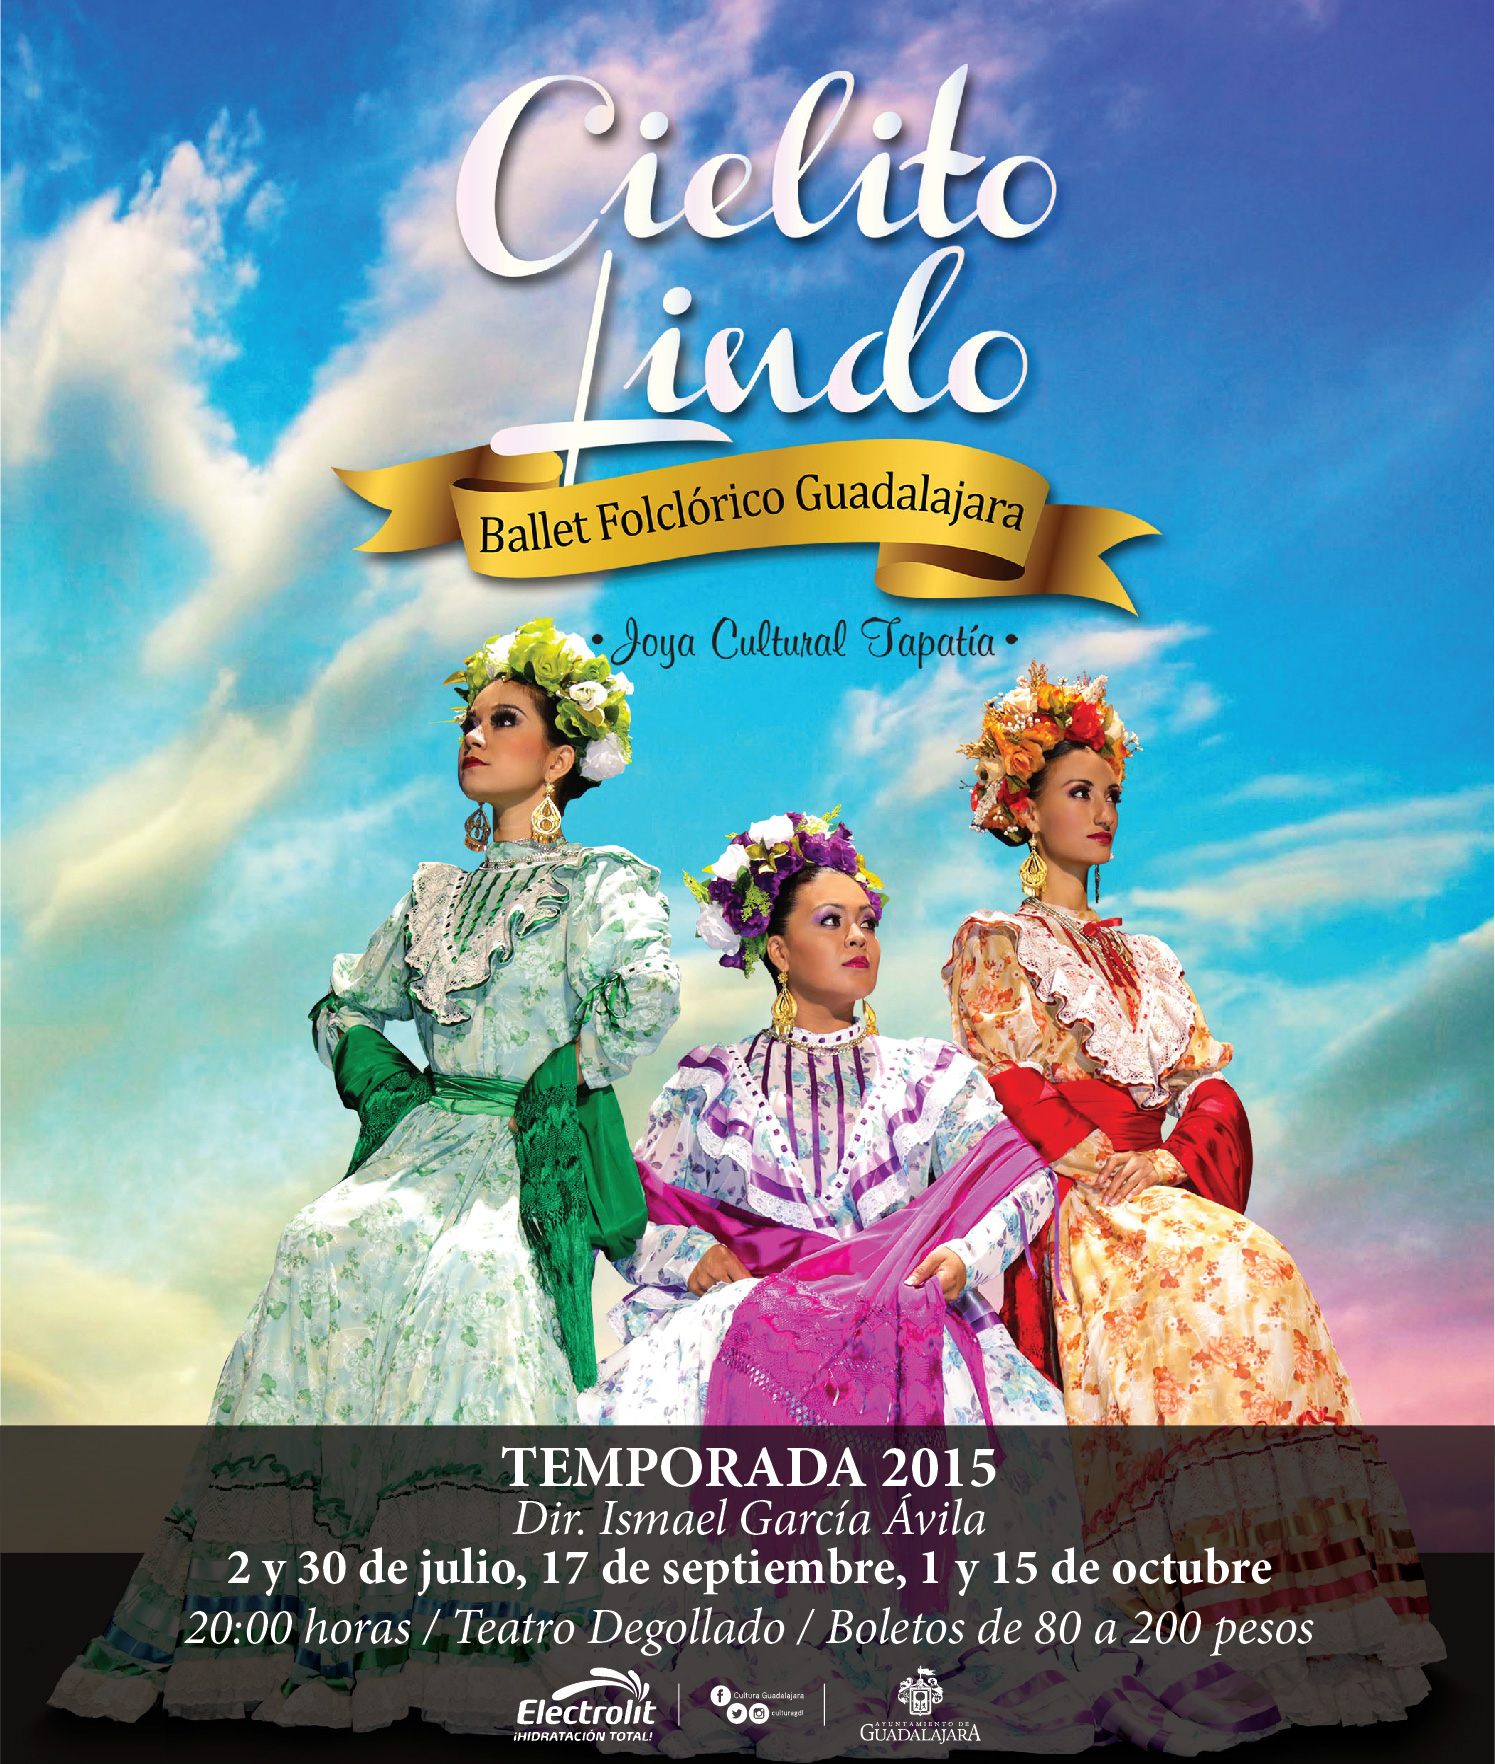 Cielito
Lindo
Ballet Folclórico Guadalajara
• Joya Cultural Tapatía •
TEMPORADA 2015
Dir. Ismael García Ávila
2 y 30 de julio, 17 de septiembre, 1 y 15 de octubre
20:00 horas / Teatro Degollado / Boletos de 80 a 200 pesos
Electrolit
¡HIDRATACIÓN TOTAL!
Cultura Guadalajara
culturagdl
AYUNTAMIENTO DE
GUADALAJARA